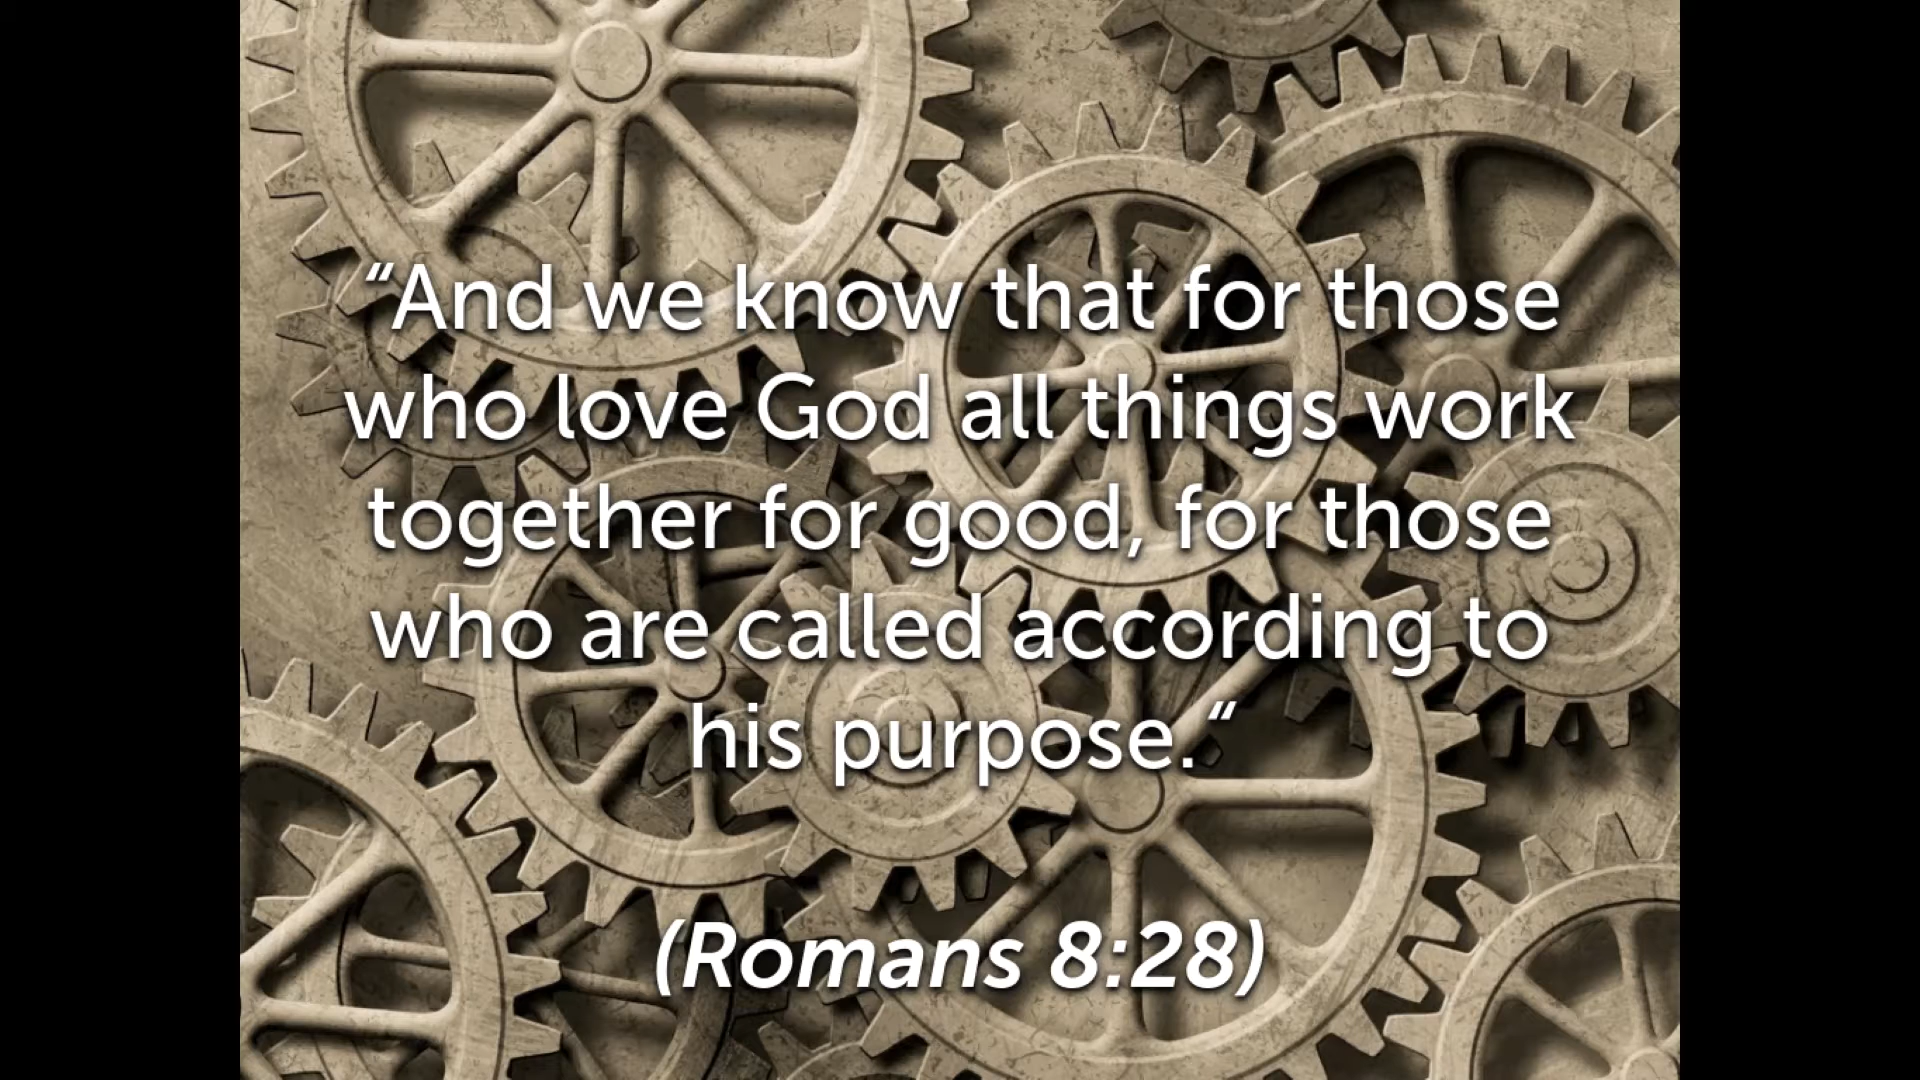 “And we know that for those
who love God all things work
together for good, for those
who are called according to
his purpose.“
(Romans 8:28)